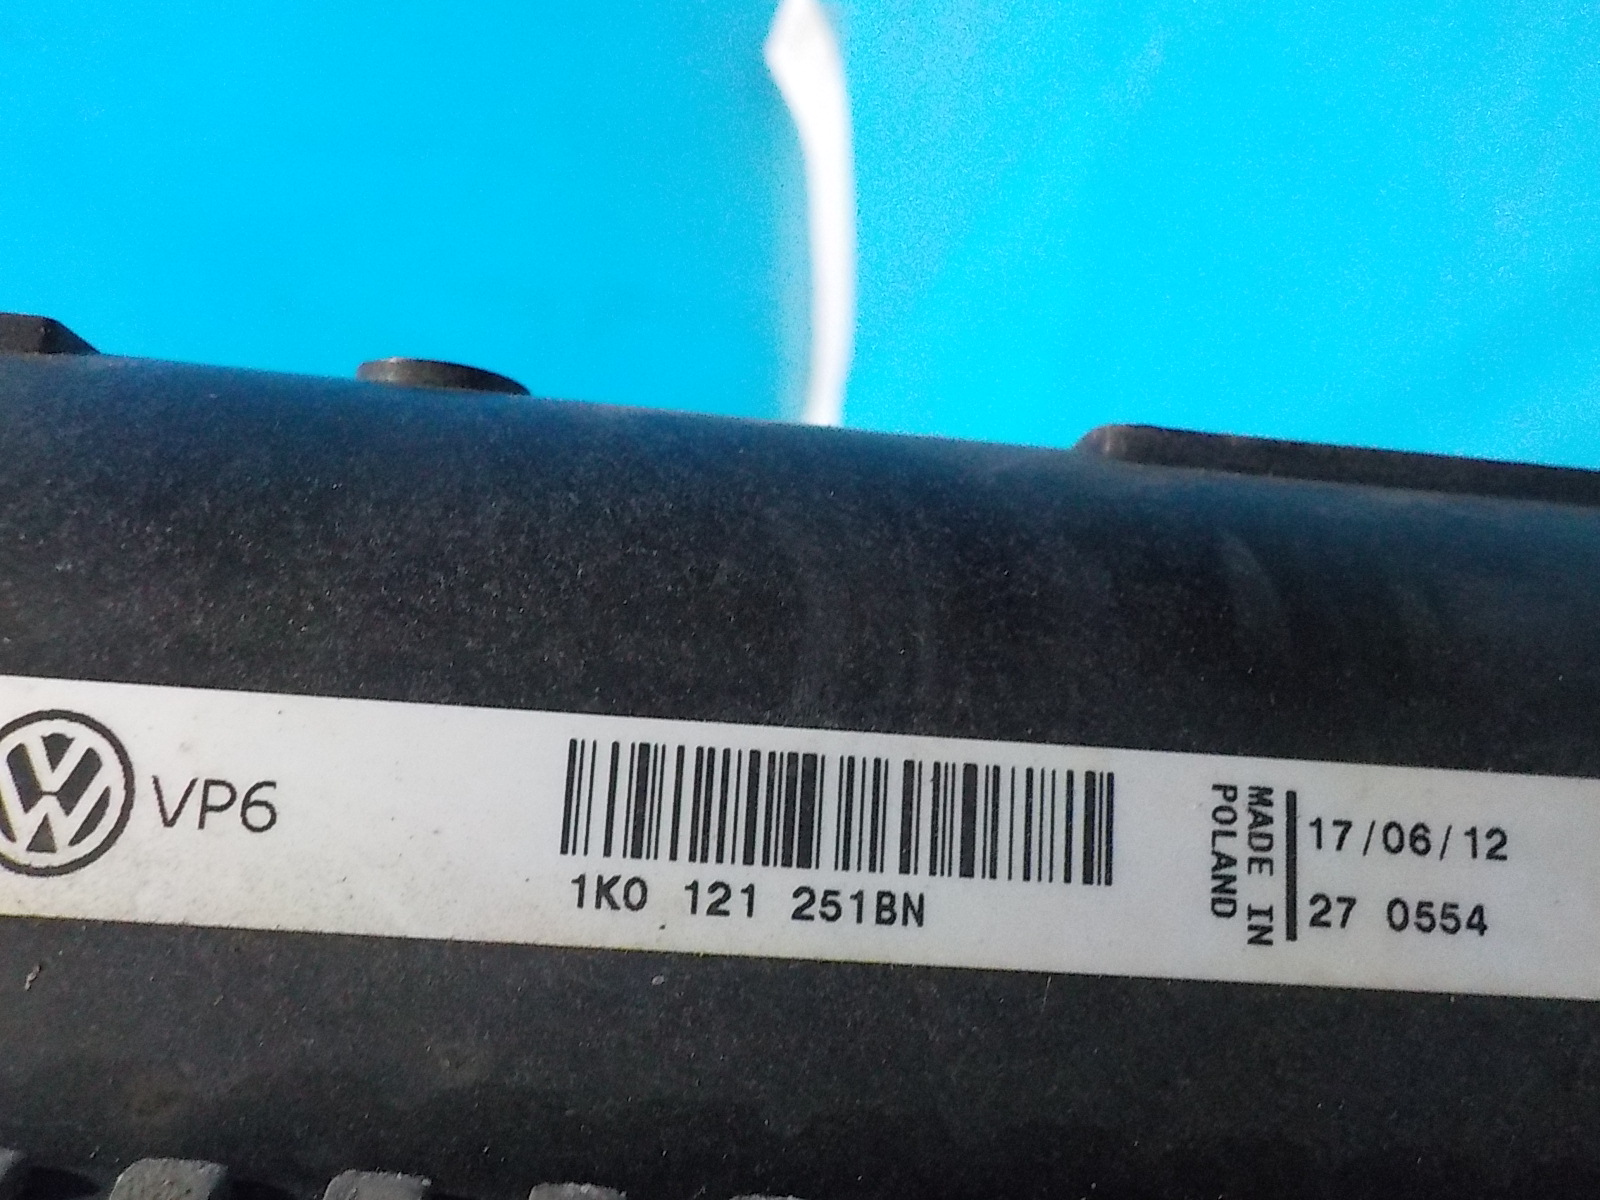 VP6
1K0 121 251BN
MADE IN
POLAND
17/06/12
27 0554